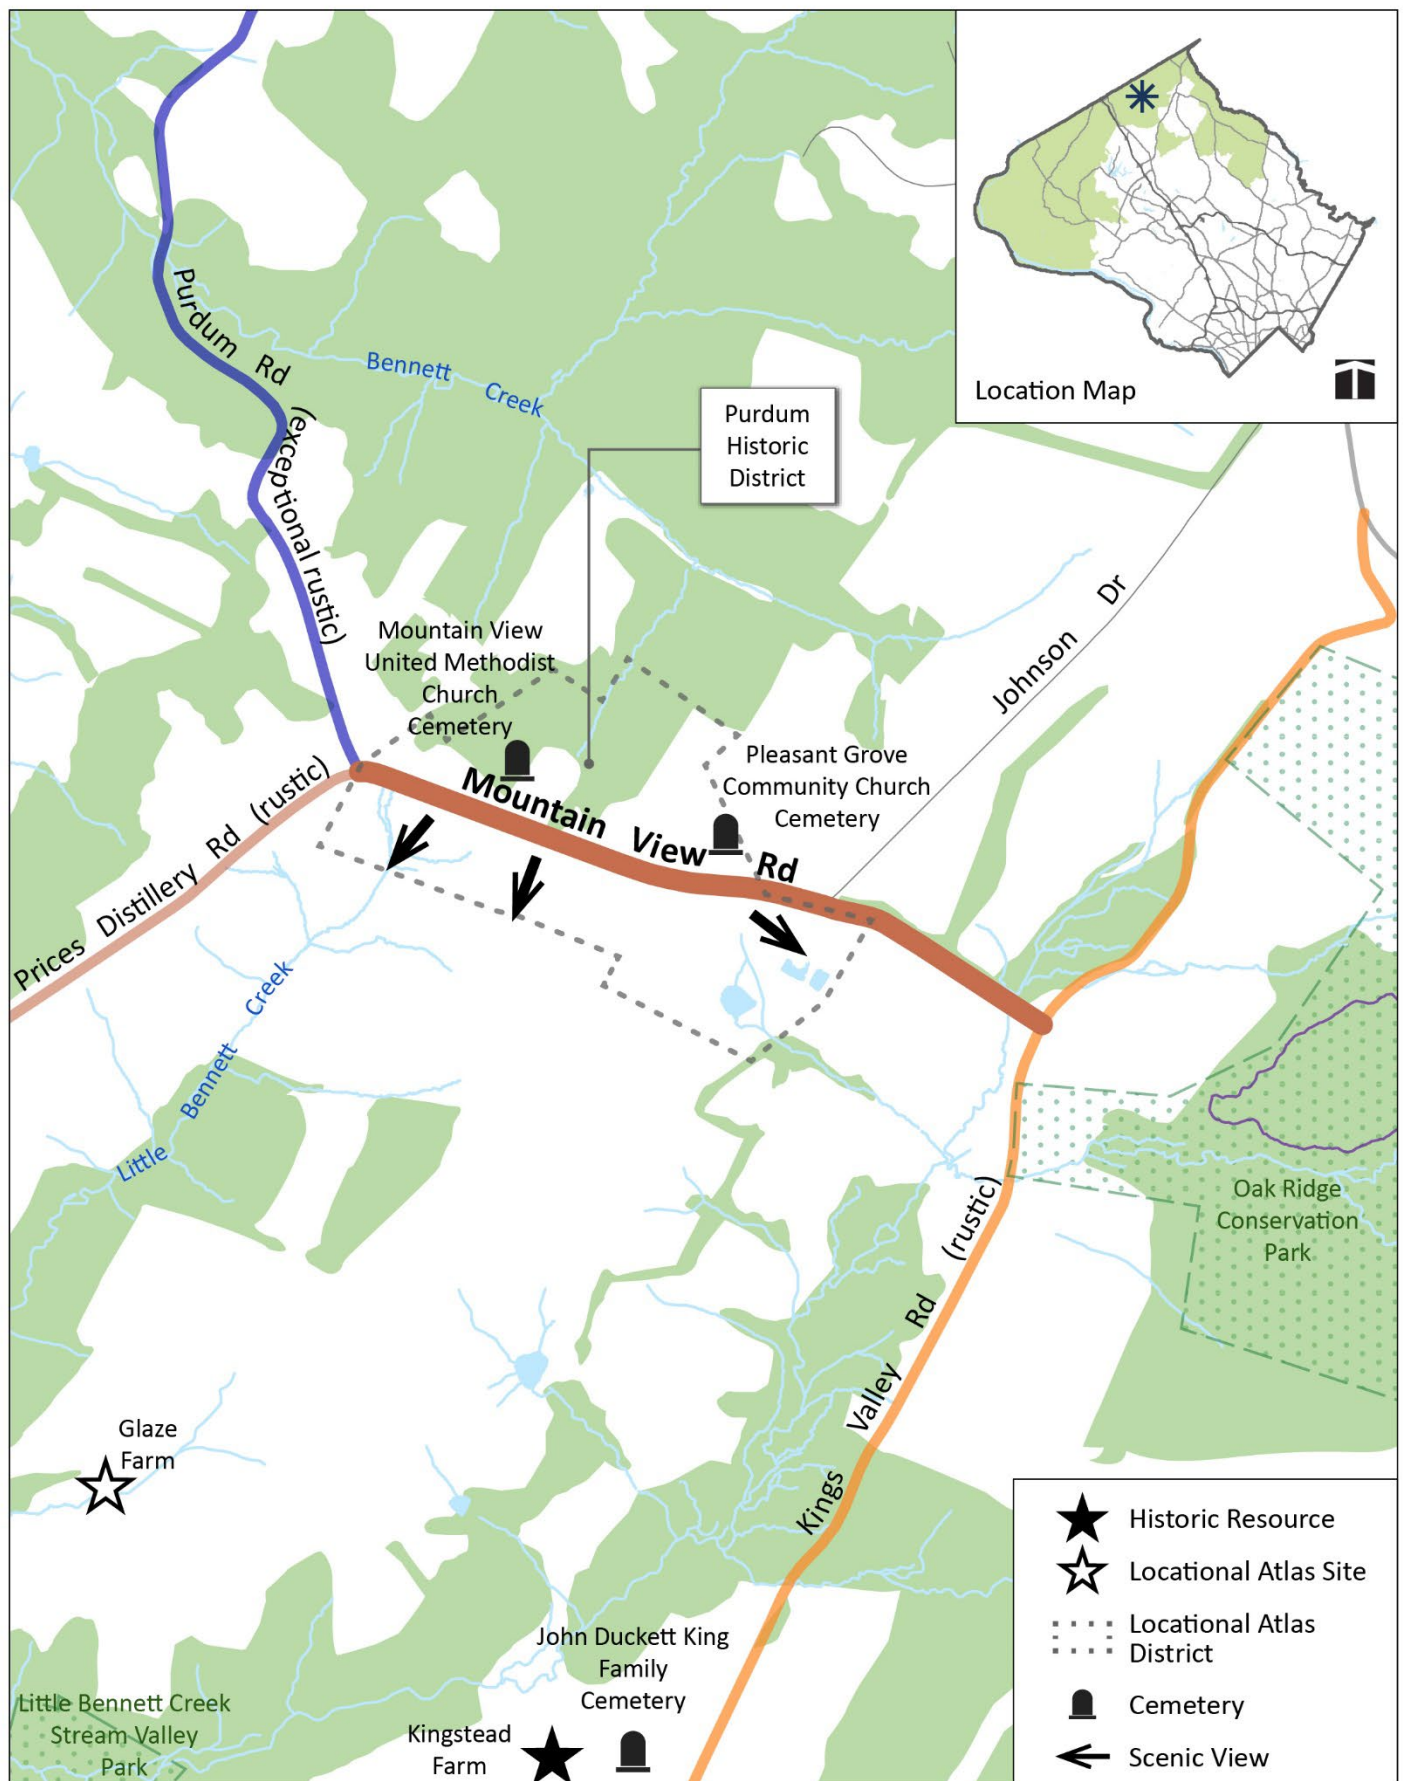 Location Map
Purdum Rd (exceptional rustic)
Bennett Creek
Purdum
Historic
District
Johnson Dr
Mountain View
United Methodist
Church
Cemetery
Pleasant Grove
Community Church
Cemetery
Mountain View Rd
Prices Distillery Rd (rustic)
Little Bennett Creek
Oak Ridge
Conservation
Park
Kings Valley Rd (rustic)
Glaze
Farm
John Duckett King
Family
Cemetery
Kingstead
Farm
Little Bennett Creek
Stream Valley
Park
Historic Resource
Locational Atlas Site
Locational Atlas
District
Cemetery
Scenic View